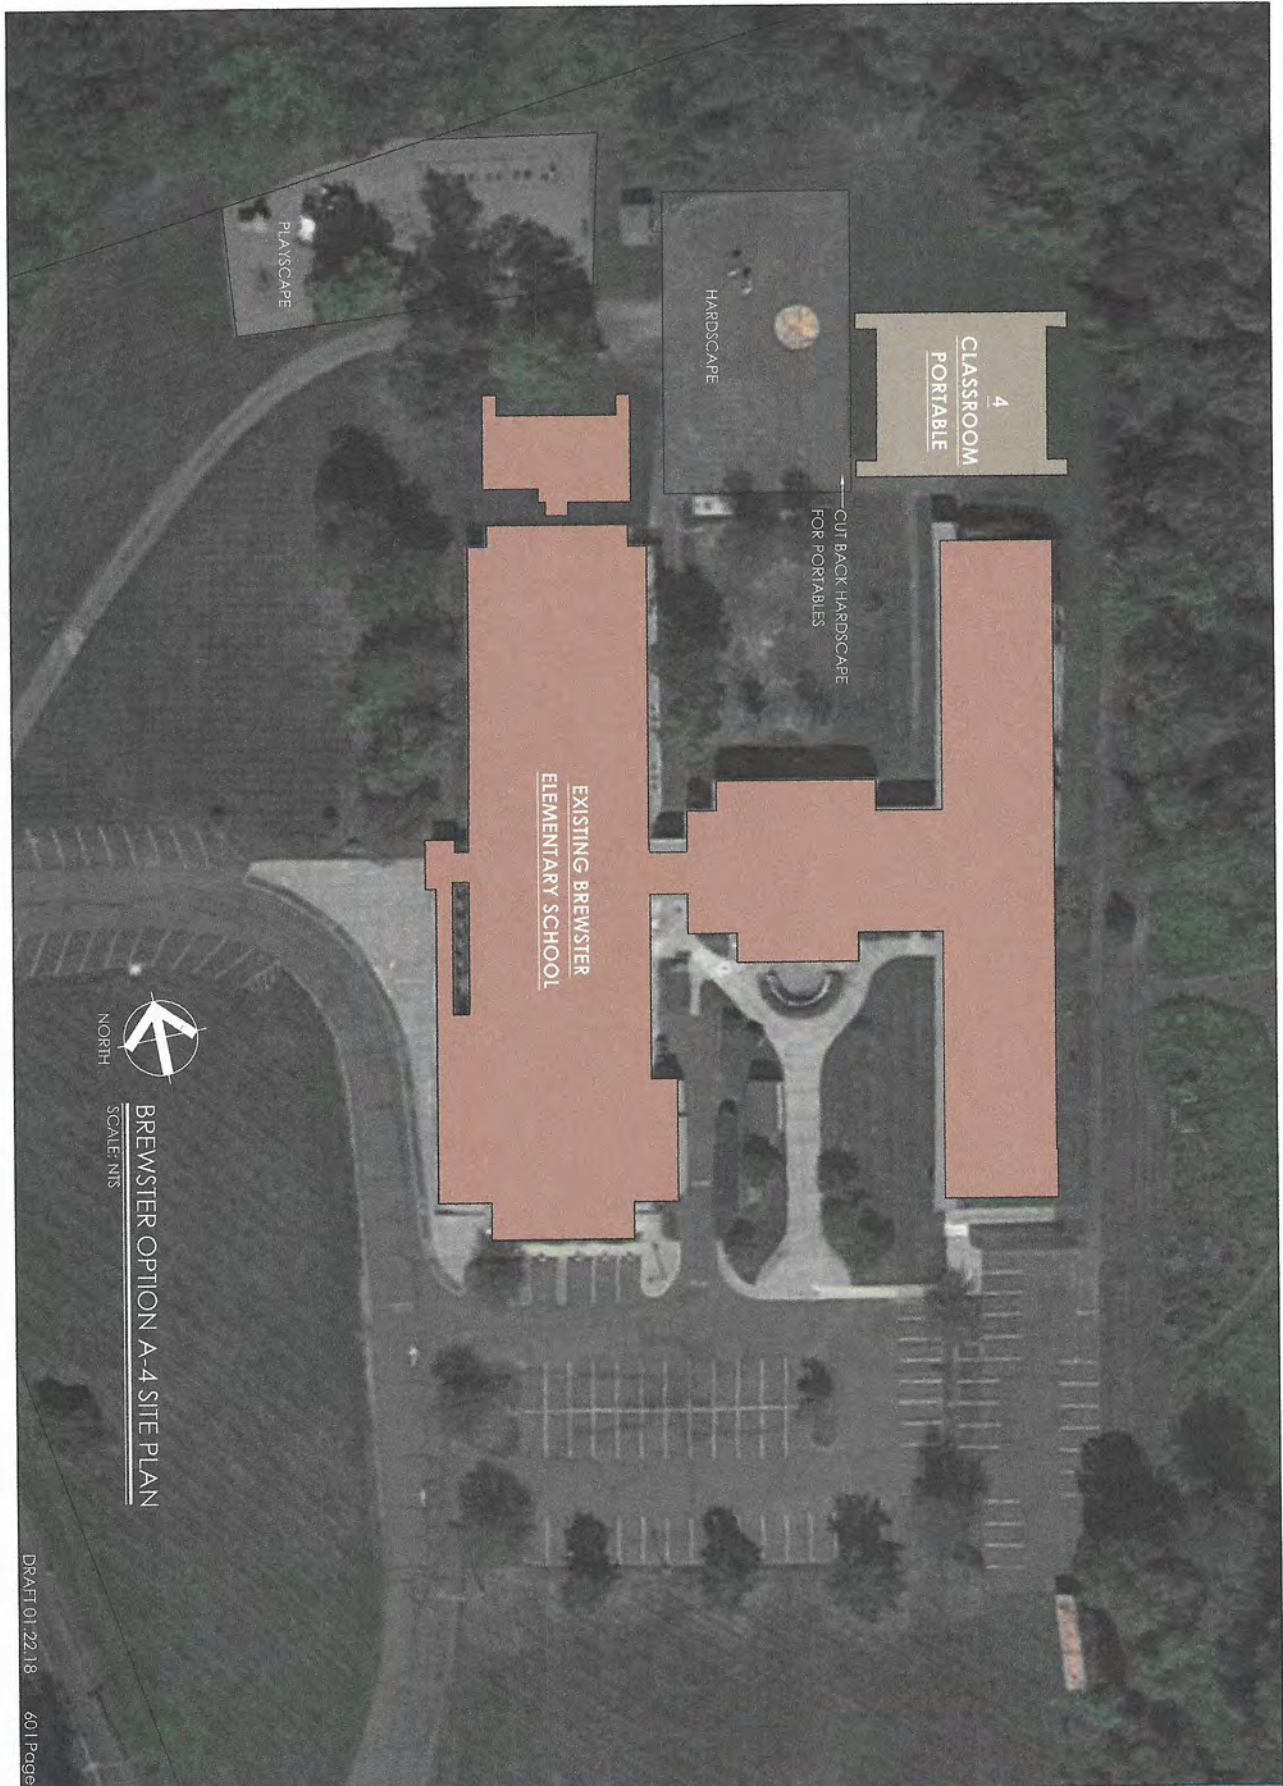 4
CLASSROOM
PORTABLE
HARDSCAPE
PLAYSCAPE
CUT BACK HARDSCAPE
FOR PORTABLES
EXISTING BREWSTER
ELEMENTARY SCHOOL
NORTH
BREWSTER OPTION A-4 SITE PLAN
SCALE: NTS
DRAFT 01.22.18 60 | Page